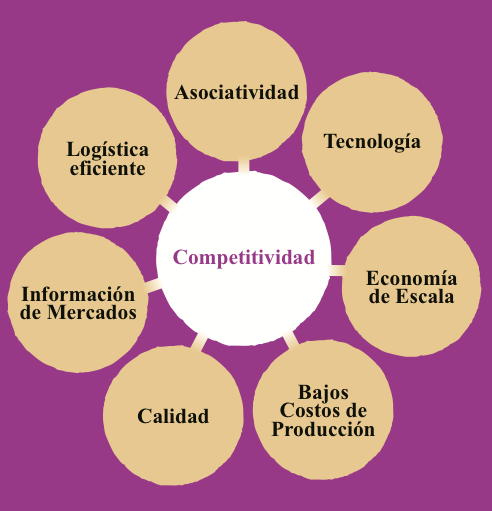 Asociatividad
Tecnología
Economía
de Escala
Bajos
Costos de
Producción
Calidad
Información
de Mercados
Logística
eficiente
Competitividad